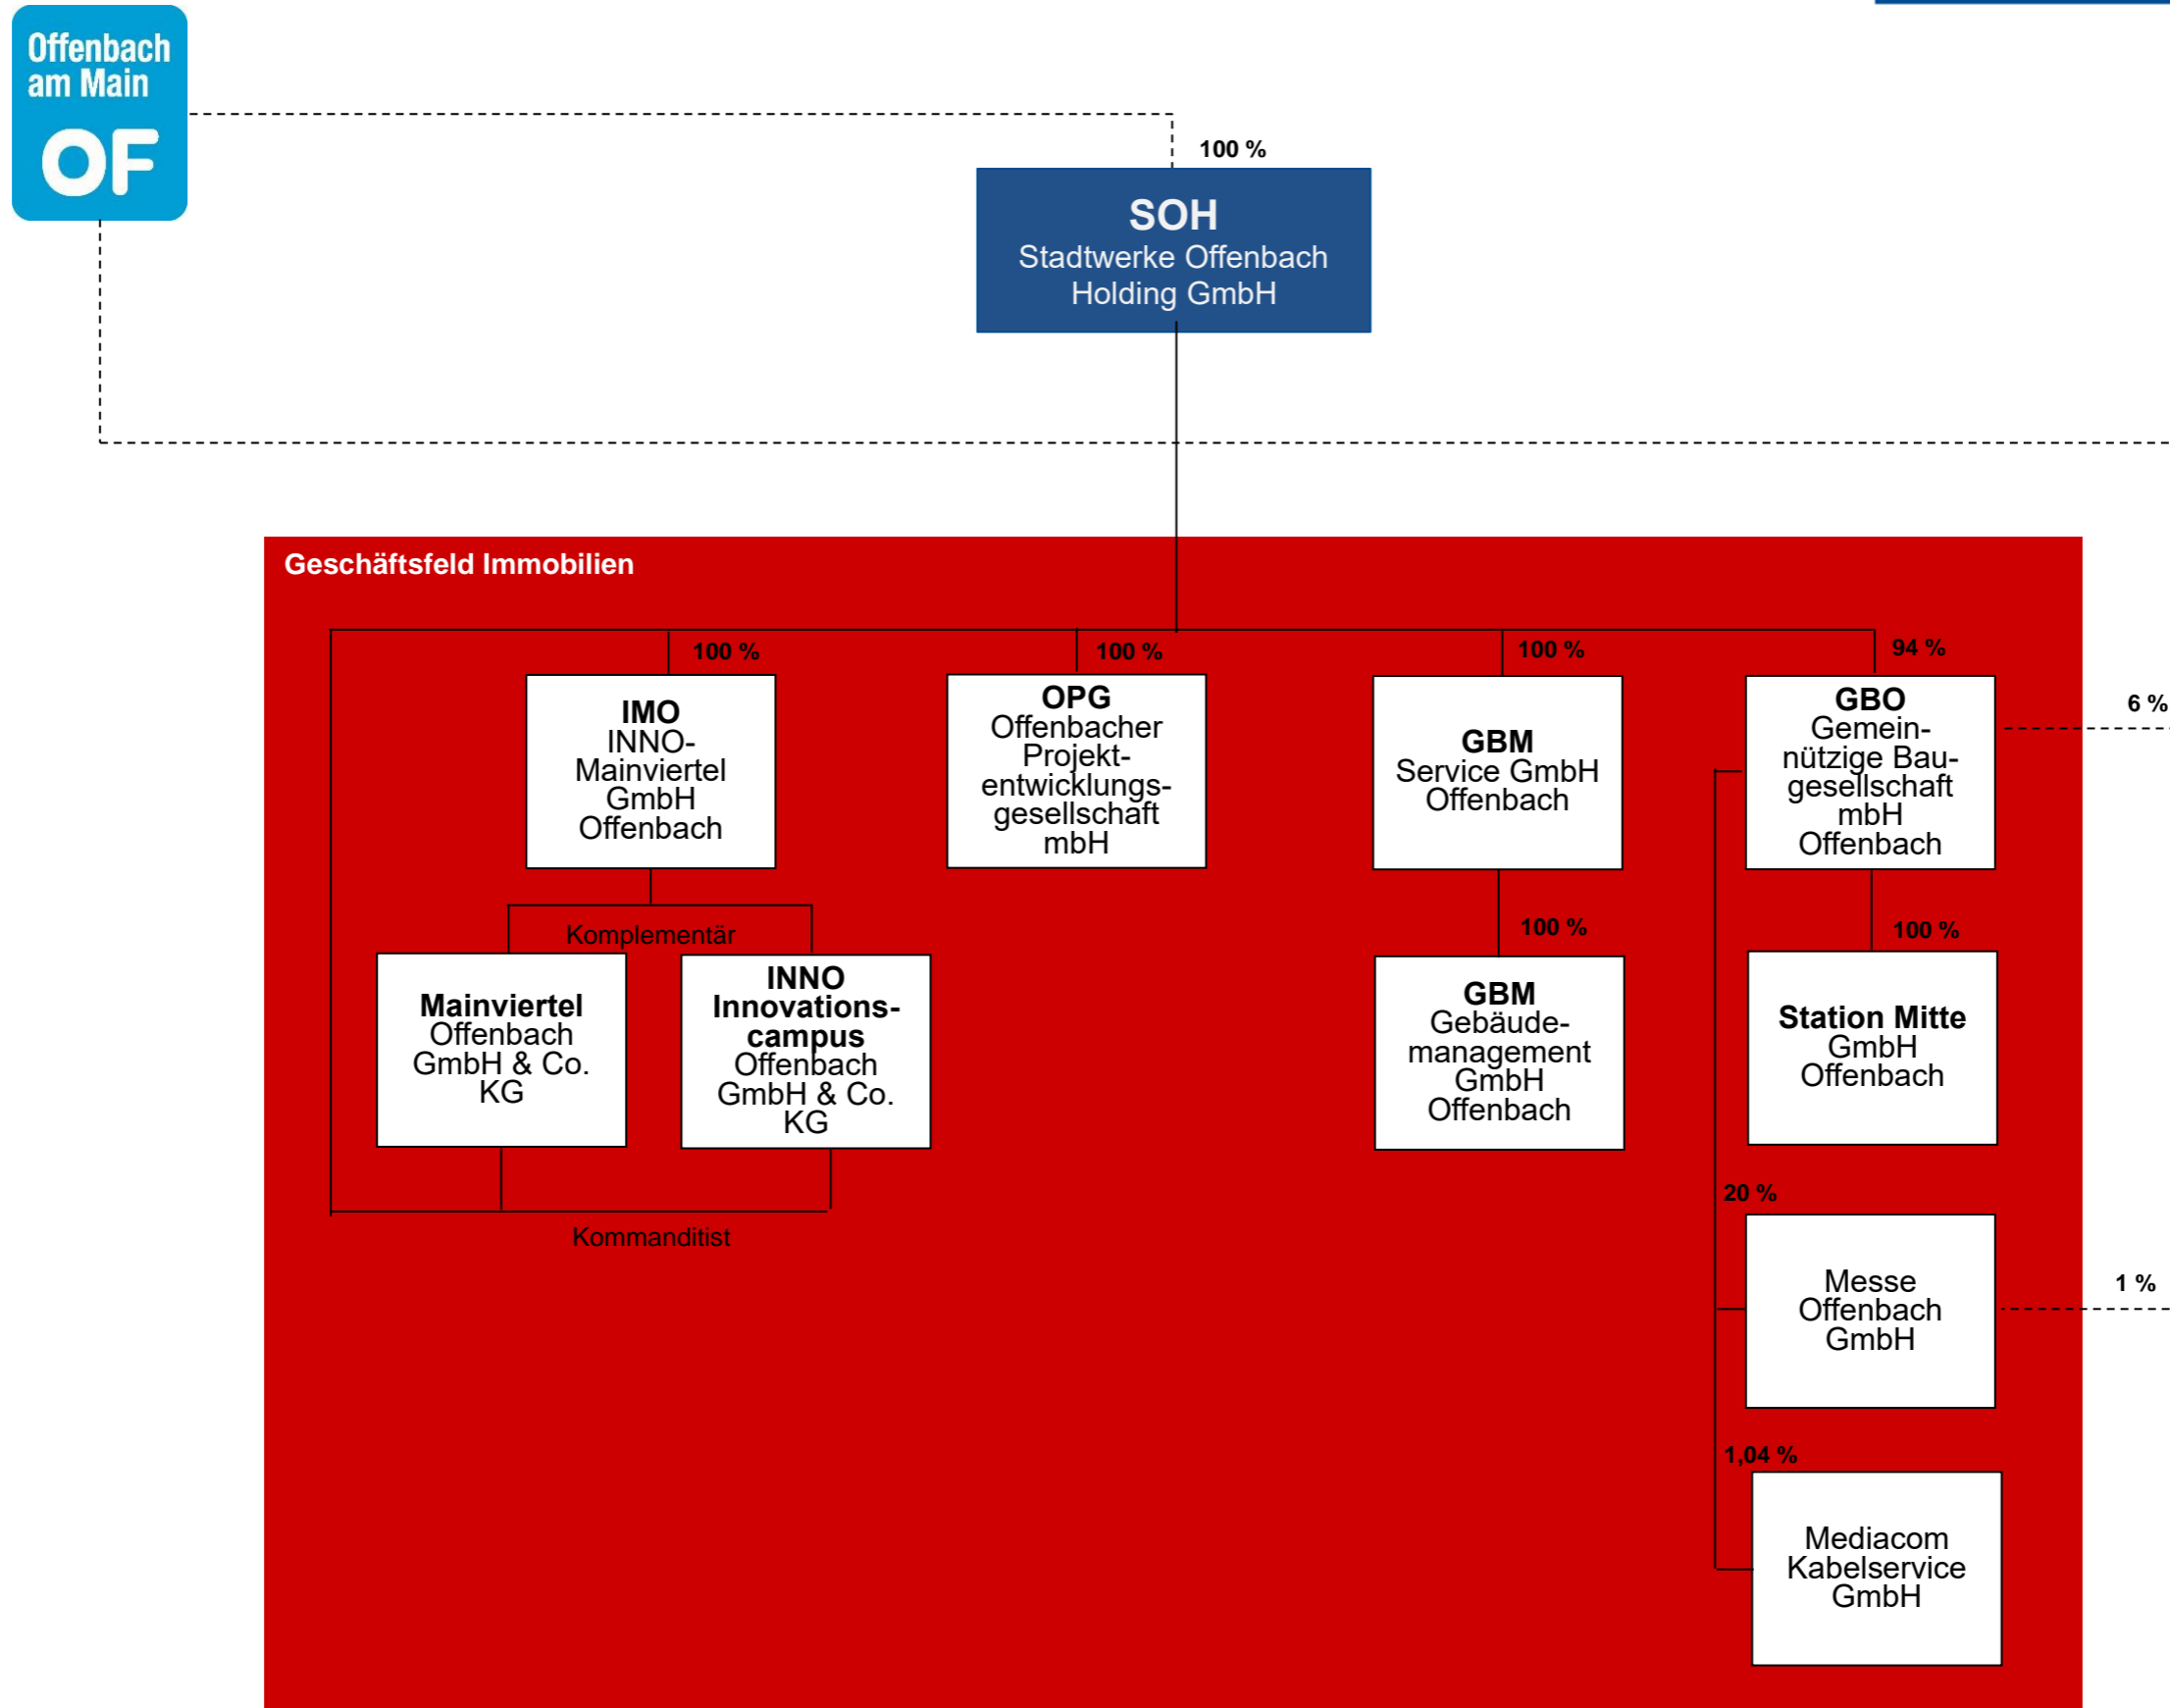 Offenbach
am Main
OF
100 %
SOH
Stadtwerke Offenbach
Holding GmbH
Geschäftsfeld Immobilien
100 %
IMO
INNO-
Mainviertel
GmbH
Offenbach
100 %
OPG
Offenbacher
Projekt-
entwicklungs-
gesellschaft
mbH
100 %
GBM
Service GmbH
Offenbach
94 %
GBO
Gemein-
nützige Bau-
gesellschaft
mbH
Offenbach
6 %
Komplementär
Mainviertel
Offenbach
GmbH & Co.
KG
INNO
Innovations-
campus
Offenbach
GmbH & Co.
KG
Kommanditist
100 %
GBM
Gebäude-
management
GmbH
Offenbach
100 %
Station Mitte
GmbH
Offenbach
20 %
Messe
Offenbach
GmbH
1 %
1,04 %
Mediacom
Kabelservice
GmbH